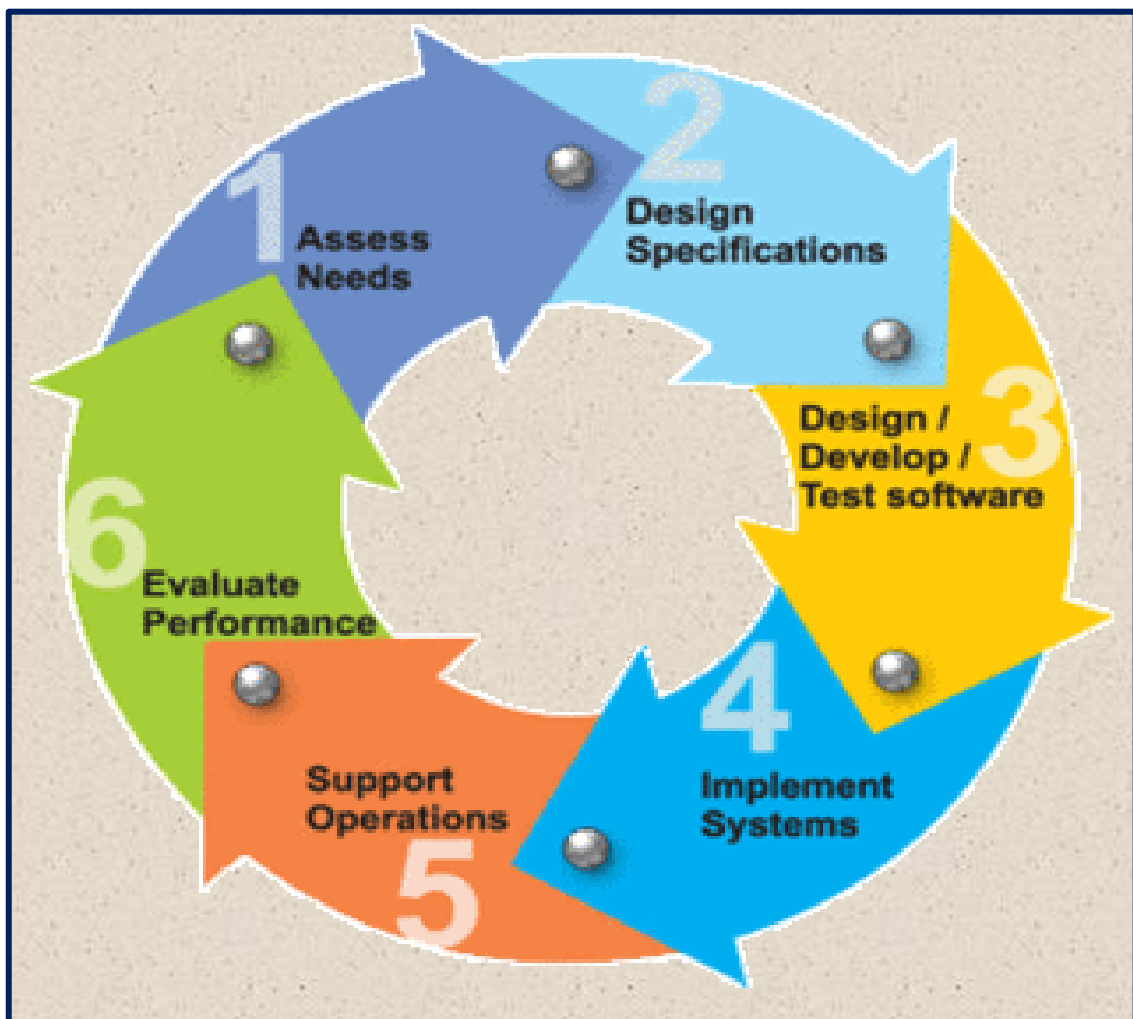 1
Assess
Needs
2
Design
Specifications
3
Design /
Develop /
Test software
4
Implement
Systems
5
Support
Operations
6
Evaluate
Performance